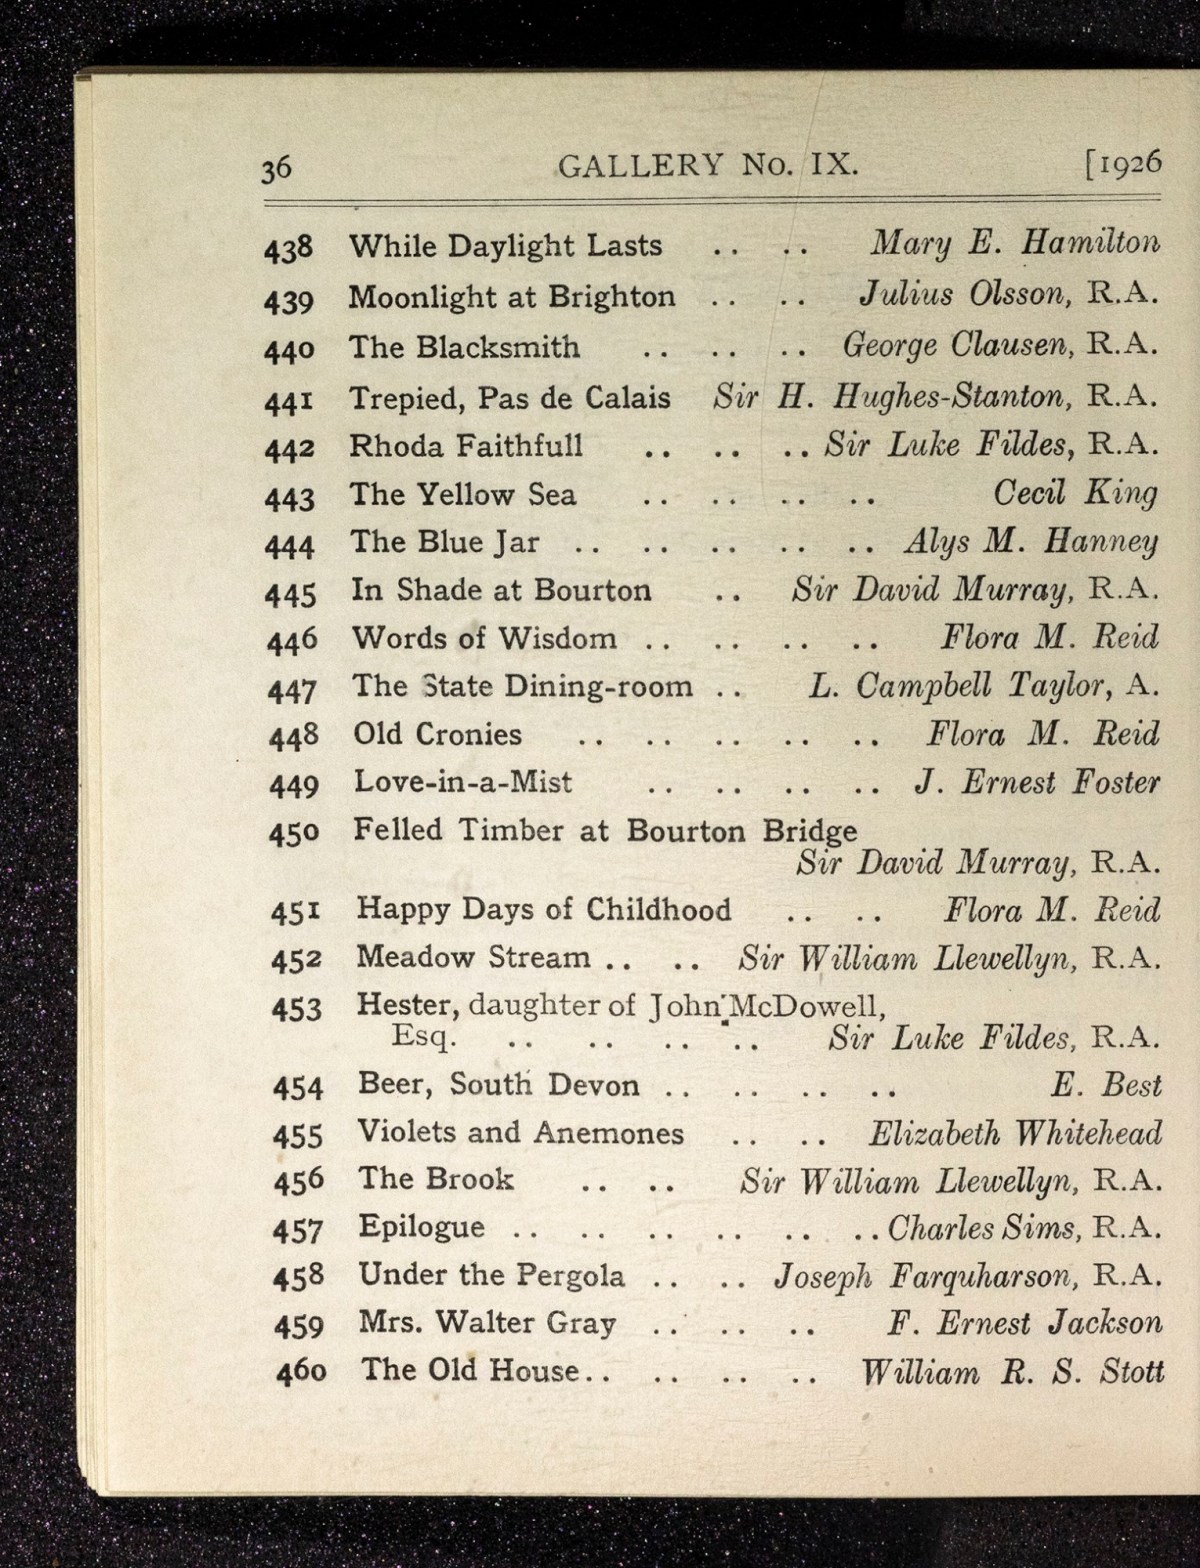 36 GALLERY No. IX. [1926
438 While Daylight Lasts .. .. Mary E. Hamilton
439 Moonlight at Brighton .. .. Julius Olsson, R.A.
440 The Blacksmith .. .. .. George Clausen, R.A.
441 Trepied, Pas de Calais Sir H. Hughes-Stanton, R.A.
442 Rhoda Faithfull .. .. .. Sir Luke Fildes, R.A.
443 The Yellow Sea .. .. .. .. Cecil King
444 The Blue Jar .. .. .. .. .. Alys M. Hanney
445 In Shade at Bourton .. Sir David Murray, R.A.
446 Words of Wisdom .. .. .. .. Flora M. Reid
447 The State Dining-room .. L. Campbell Taylor, A.
448 Old Cronies .. .. .. .. .. Flora M. Reid
449 Love-in-a-Mist .. .. .. .. J. Ernest Foster
450 Felled Timber at Bourton Bridge
Sir David Murray, R.A.
451 Happy Days of Childhood .. .. Flora M. Reid
452 Meadow Stream .. .. Sir William Llewellyn, R.A.
453 Hester, daughter of John McDowell,
Esq. .. .. .. .. Sir Luke Fildes, R.A.
454 Beer, South Devon .. .. .. .. E. Best
455 Violets and Anemones .. .. Elizabeth Whitehead
456 The Brook .. .. Sir William Llewellyn, R.A.
457 Epilogue .. .. .. .. .. .. Charles Sims, R.A.
458 Under the Pergola .. .. Joseph Farquharson, R.A.
459 Mrs. Walter Gray .. .. .. F. Ernest Jackson
460 The Old House .. .. .. .. William R. S. Stott